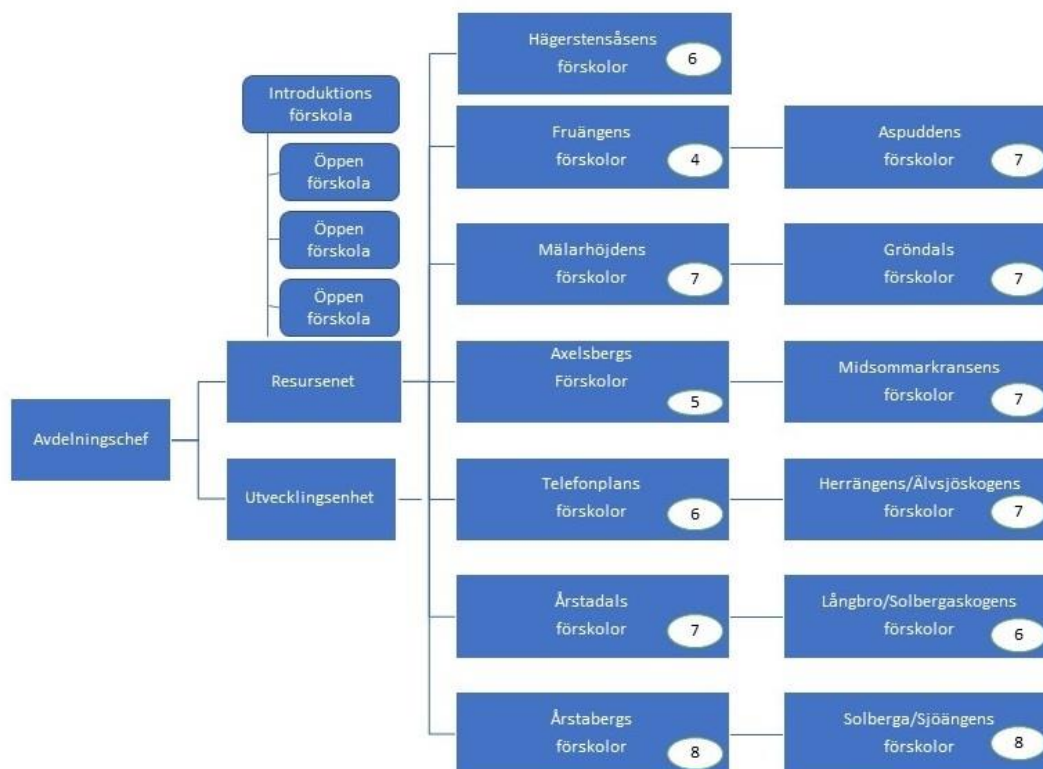 Hägerstensåsens
förskolor
6
Introduktions
förskola
Öppen
förskola
Öppen
förskola
Öppen
förskola
Fruängens
förskolor
4
Aspuddens
förskolor
7
Mälarhöjdens
förskolor
7
Gröndals
förskolor
7
Resursenet
Axelsbergs
Förskolor
5
Midsommarkransens
förskolor
7
Avdelningschef
Utvecklingsenhet
Telefonplans
förskolor
6
Herrängens/Älvsjöskogens
förskolor
7
Årstadals
förskolor
7
Långbro/Solbergaskogens
förskolor
6
Årstabergs
förskolor
8
Solberga/Sjöängens
förskolor
8